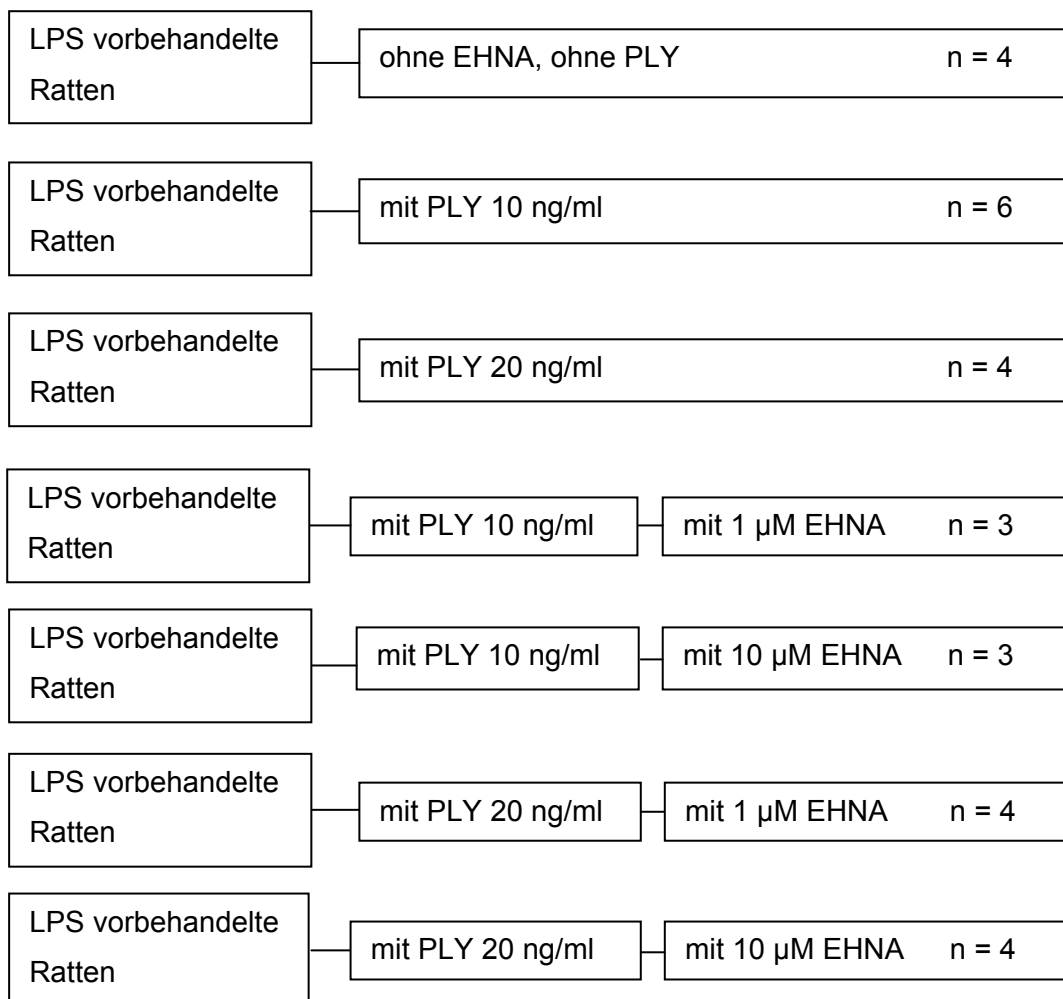 LPS vorbehandelte
Ratten
ohne EHNA, ohne PLY n = 4
LPS vorbehandelte
Ratten
mit PLY 10 ng/ml n = 6
LPS vorbehandelte
Ratten
mit PLY 20 ng/ml n = 4
LPS vorbehandelte
Ratten
mit PLY 10 ng/ml
mit 1 µM EHNA n = 3
LPS vorbehandelte
Ratten
mit PLY 10 ng/ml
mit 10 µM EHNA n = 3
LPS vorbehandelte
Ratten
mit PLY 20 ng/ml
mit 1 µM EHNA n = 4
LPS vorbehandelte
Ratten
mit PLY 20 ng/ml
mit 10 µM EHNA n = 4